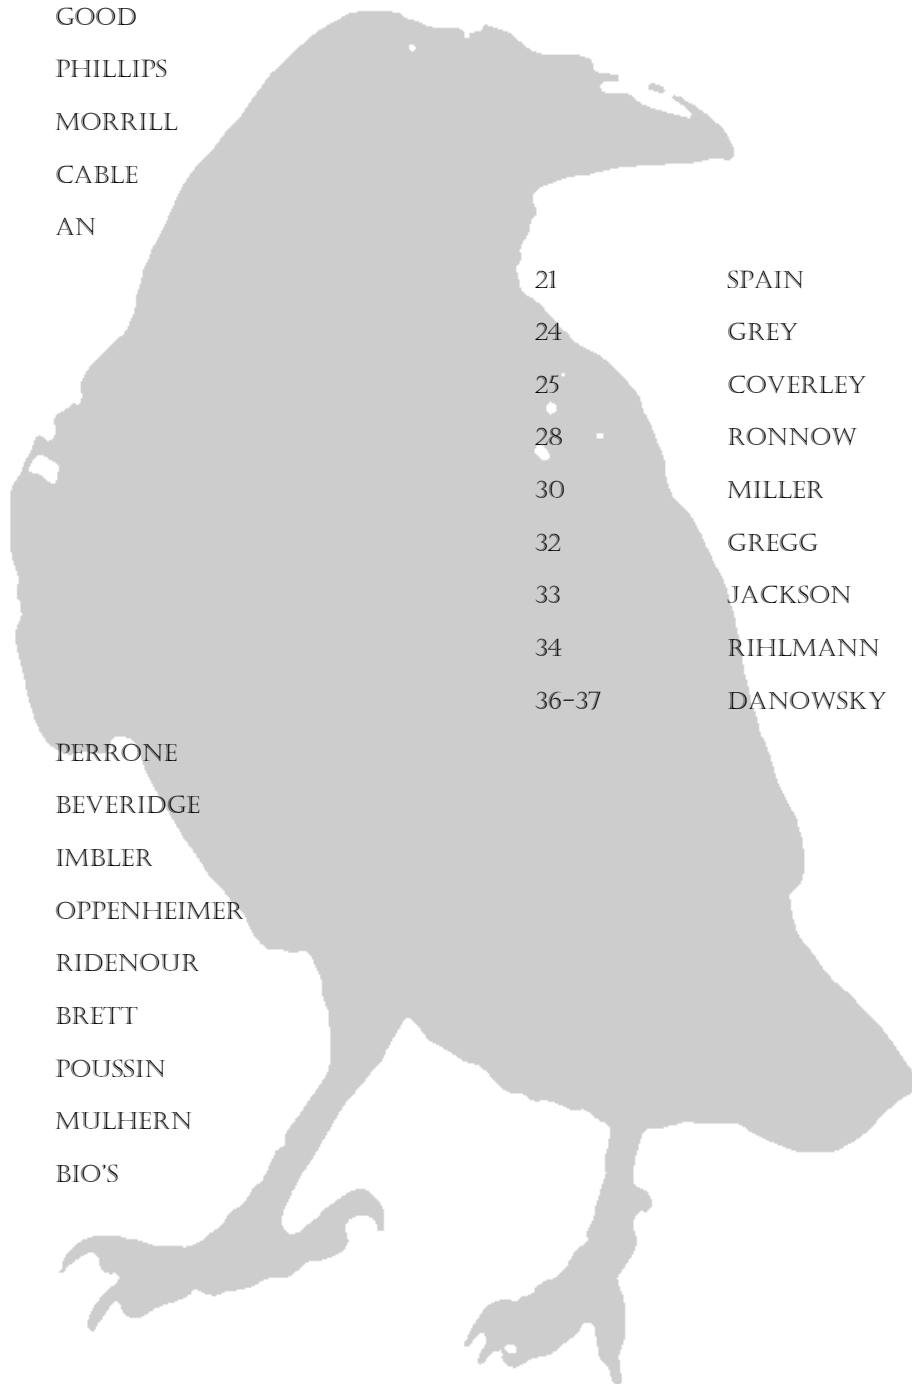 GOOD
PHILLIPS
MORRILL
CABLE
AN
21 SPAIN
24 GREY
25 COVERLEY
28 RONNOW
30 MILLER
32 GREGG
33 JACKSON
34 RIHLMANN
36-37 DANOWSKY
PERRONE
BEVERIDGE
IMBLER
OPPENHEIMER
RIDENOUR
BRETT
POUSSIN
MULHERN
BIO'S